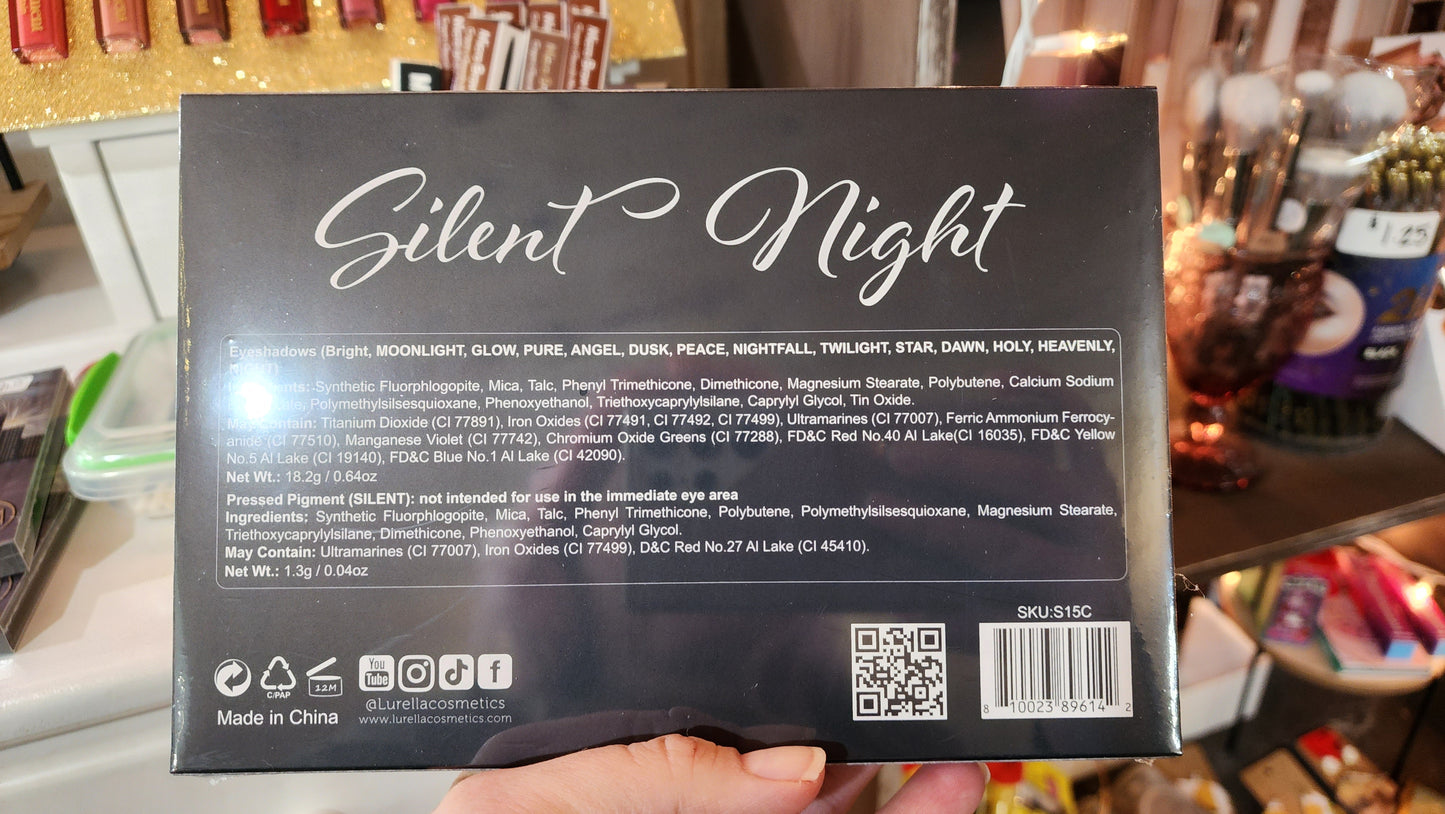 Silent Night
Eyeshadows (Bright, MOONLIGHT, GLOW, PURE, ANGEL, DUSK, PEACE, NIGHTFALL, TWILIGHT, STAR, DAWN, HOLY, HEAVENLY,
NIGHT)
Ingredients: Synthetic Fluorphlogopite, Mica, Talc, Phenyl Trimethicone, Dimethicone, Magnesium Stearate, Polybutene, Calcium Sodium
Polymethylsilsesquioxane, Phenoxyethanol, Triethoxycaprylylsilane, Caprylyl Glycol, Tin Oxide.
May Contain: Titanium Dioxide (CI 77891), Iron Oxides (CI 77491, CI 77492, CI 77499), Ultramarines (CI 77007), Ferric Ammonium Ferrocy-
anide (CI 77510), Manganese Violet (CI 77742), Chromium Oxide Greens (CI 77288), FD&C Red No.40 Al Lake(CI 16035), FD&C Yellow
No.5 Al Lake (CI 19140), FD&C Blue No.1 Al Lake (CI 42090).
Net Wt.: 18.2g / 0.64oz
Pressed Pigment (SILENT): not intended for use in the immediate eye area
Ingredients: Synthetic Fluorphlogopite, Mica, Talc, Phenyl Trimethicone, Polybutene, Polymethylsilsesquioxane, Magnesium Stearate,
Triethoxycaprylylsilane, Dimethicone, Phenoxyethanol, Caprylyl Glycol.
May Contain: Ultramarines (CI 77007), Iron Oxides (CI 77499), D&C Red No.27 Al Lake (CI 45410).
Net Wt.: 1.3g / 0.04oz
SKU:S15C
C/PAP
12M
You
Tube
@Lurellacosmetics
Made in China
www.lurellacosmetics.com
8 10023 89614 2
$1.25